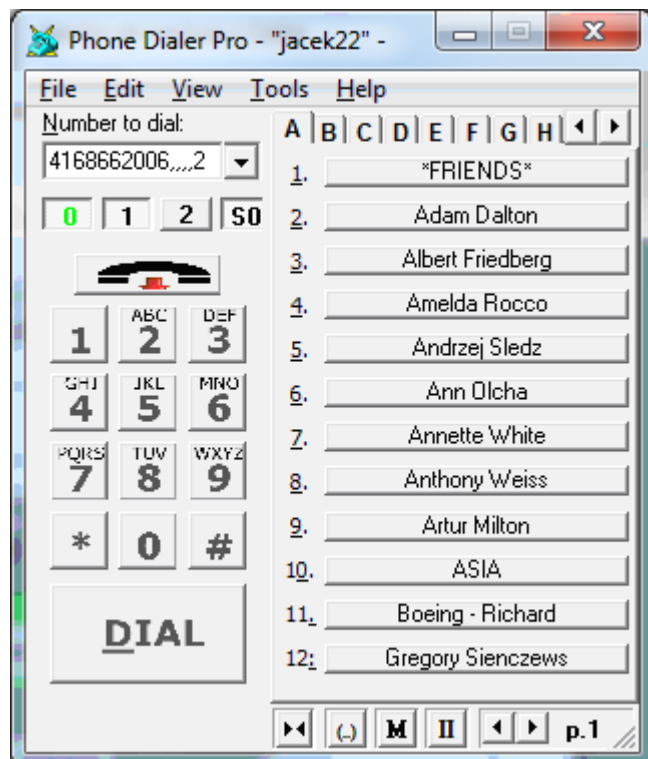 Phone Dialer Pro - "jacek22" -
File Edit View Tools Help
Number to dal:
4168662006,,,,2
0 1 2 S0
1 ABC 2 DEF 3
GHI 4 JKL 5 MNO 6
PQRS 7 TUV 8 WXYZ 9
* 0 #
DIAL
A B C D E F G H
1. *FRIENDS*
2. Adam Dalton
3. Albert Friedberg
4. Amelda Rocco
5. Andrzej Sledz
6. Ann Olcha
7. Annette White
8. Anthony Weiss
9. Artur Milton
10. ASIA
11. Boeing - Richard
12: Gregory Sienczews
(..) M II p.1